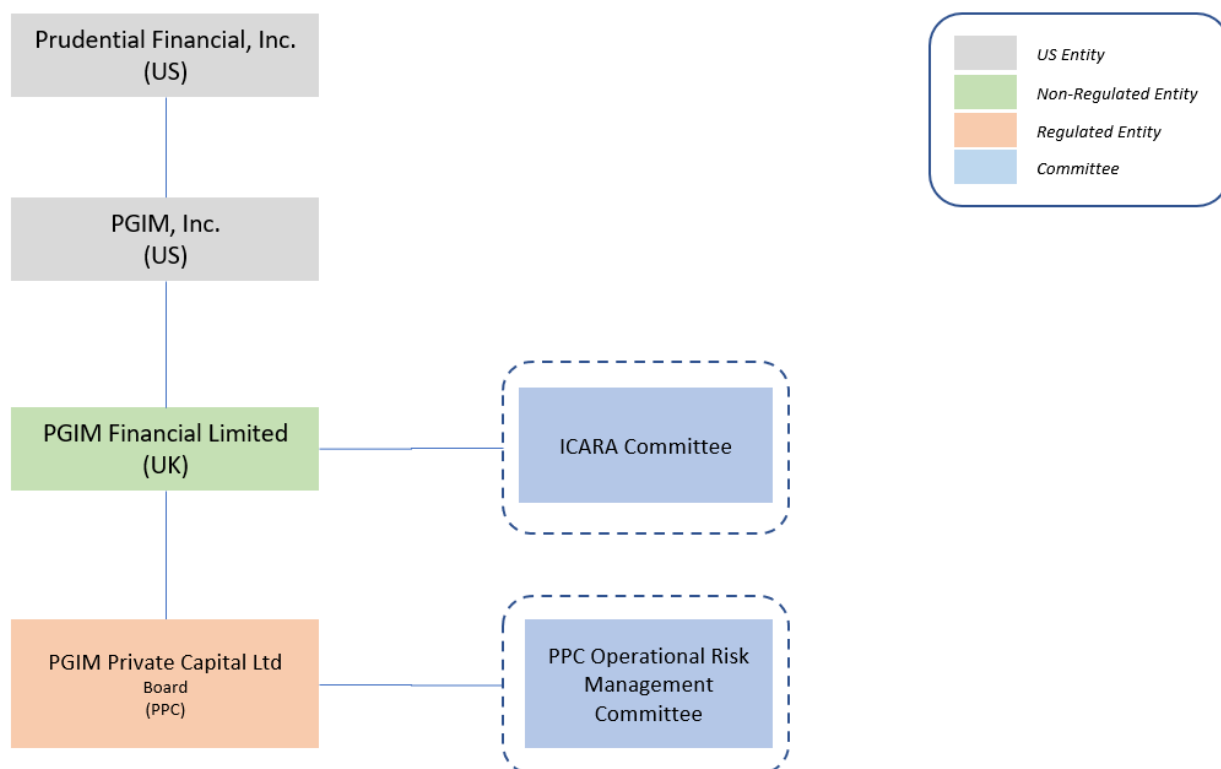 Prudential Financial, Inc.
(US)
US Entity
Non-Regulated Entity
Regulated Entity
Committee
PGIM, Inc.
(US)
PGIM Financial Limited
(UK)
ICARA Committee
PGIM Private Capital Ltd
Board
(PPC)
PPC Operational Risk
Management
Committee